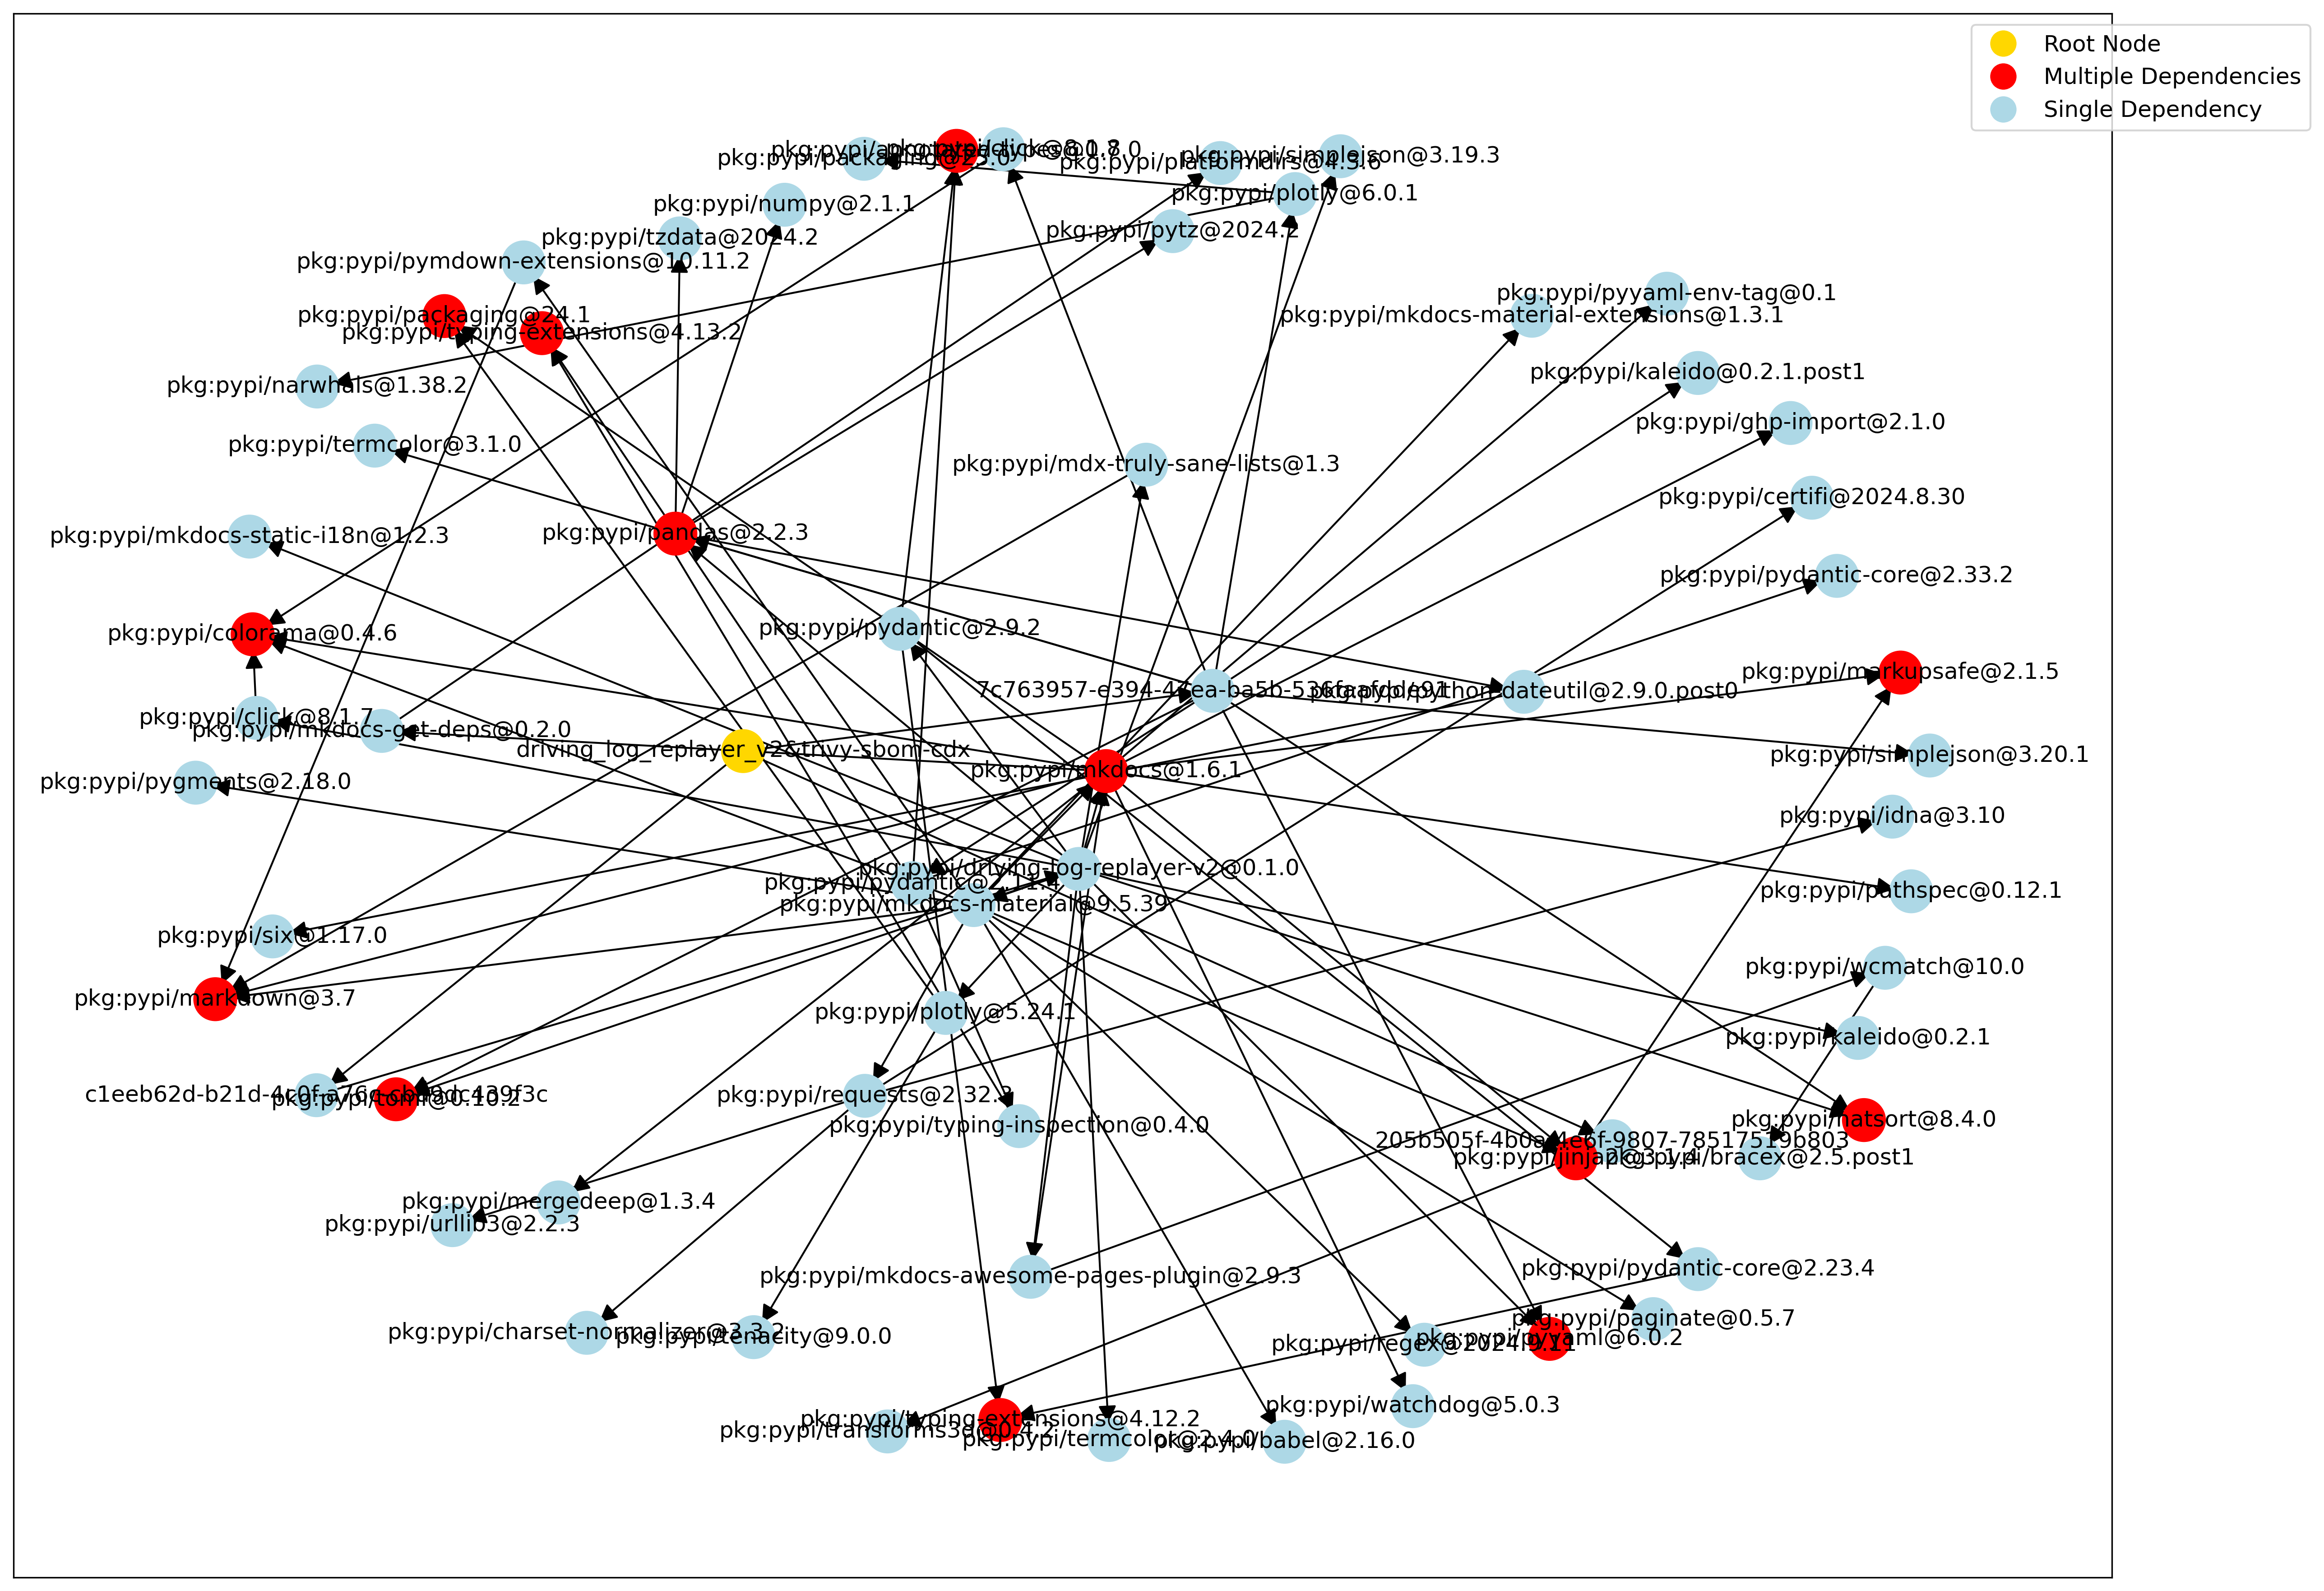 Root Node
Multiple Dependencies
Single Dependency
pkg:pypi/annotated-types@0.7.0
pkg:pypi/click@8.1.8
pkg:pypi/packaging@25.0
pkg:pypi/platformdirs@4.3.6
pkg:pypi/simplejson@3.19.3
pkg:pypi/plotly@6.0.1
pkg:pypi/numpy@2.1.1
pkg:pypi/pytz@2024.2
pkg:pypi/tzdata@2024.2
pkg:pypi/pymdown-extensions@10.11.2
pkg:pypi/pyyaml-env-tag@0.1
pkg:pypi/packaging@24.1
pkg:pypi/mkdocs-material-extensions@1.3.1
pkg:pypi/typing-extensions@4.13.2
pkg:pypi/kaleido@0.2.1.post1
pkg:pypi/narwhals@1.38.2
pkg:pypi/ghp-import@2.1.0
pkg:pypi/termcolor@3.1.0
pkg:pypi/mdx-truly-sane-lists@1.3
pkg:pypi/certifi@2024.8.30
pkg:pypi/mkdocs-static-i18n@1.2.3
pkg:pypi/pandas@2.2.3
pkg:pypi/pydantic-core@2.33.2
pkg:pypi/colorama@0.4.6
pkg:pypi/pydantic@2.9.2
pkg:pypi/markupsafe@2.1.5
pkg:pypi/python-dateutil@2.9.0.post0
pkg:pypi/click@8.1.7
pkg:pypi/mkdocs-get-deps@0.2.0
driving_log_replayer_v2&trivy-sbom-cdx
pkg:pypi/simplejson@3.20.1
pkg:pypi/mkdocs@1.6.1
pkg:pypi/pygments@2.18.0
pkg:pypi/idna@3.10
pkg:pypi/driving-log-replayer-v2@0.1.0
pkg:pypi/pydantic@2.11.4
pkg:pypi/pathspec@0.12.1
pkg:pypi/mkdocs-material@9.5.39
pkg:pypi/six@1.17.0
pkg:pypi/wcmatch@10.0
pkg:pypi/markdown@3.7
pkg:pypi/plotly@5.24.1
pkg:pypi/kaleido@0.2.1
pkg:pypi/requests@2.32.3
pkg:pypi/toml@0.10.2
pkg:pypi/natsort@8.4.0
pkg:pypi/typing-inspection@0.4.0
205b505f-4b0a-4e6f-9807-78517519b803
pkg:pypi/jinja2@3.1.4
pkg:pypi/bracex@2.5.post1
pkg:pypi/mergedeep@1.3.4
pkg:pypi/urllib3@2.2.3
pkg:pypi/pydantic-core@2.23.4
pkg:pypi/mkdocs-awesome-pages-plugin@2.9.3
pkg:pypi/paginate@0.5.7
pkg:pypi/charset-normalizer@3.3.2
pkg:pypi/tenacity@9.0.0
pkg:pypi/pyyaml@6.0.2
pkg:pypi/regex@2024.9.11
pkg:pypi/watchdog@5.0.3
pkg:pypi/typing-extensions@4.12.2
pkg:pypi/transforms3d@0.4.2
pkg:pypi/termcolor@2.4.0
pkg:pypi/babel@2.16.0